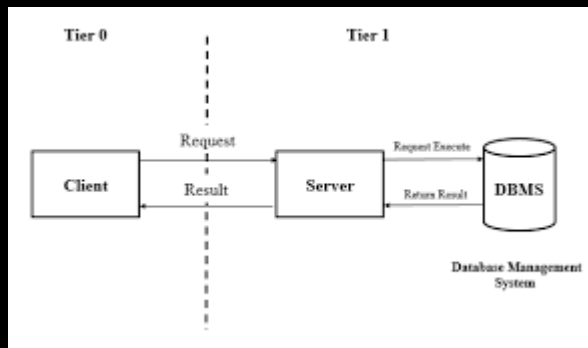 Tier 0
Tier 1
Request
Request Execute
Client
Server
DBMS
Result
Return Result
Database Management
System